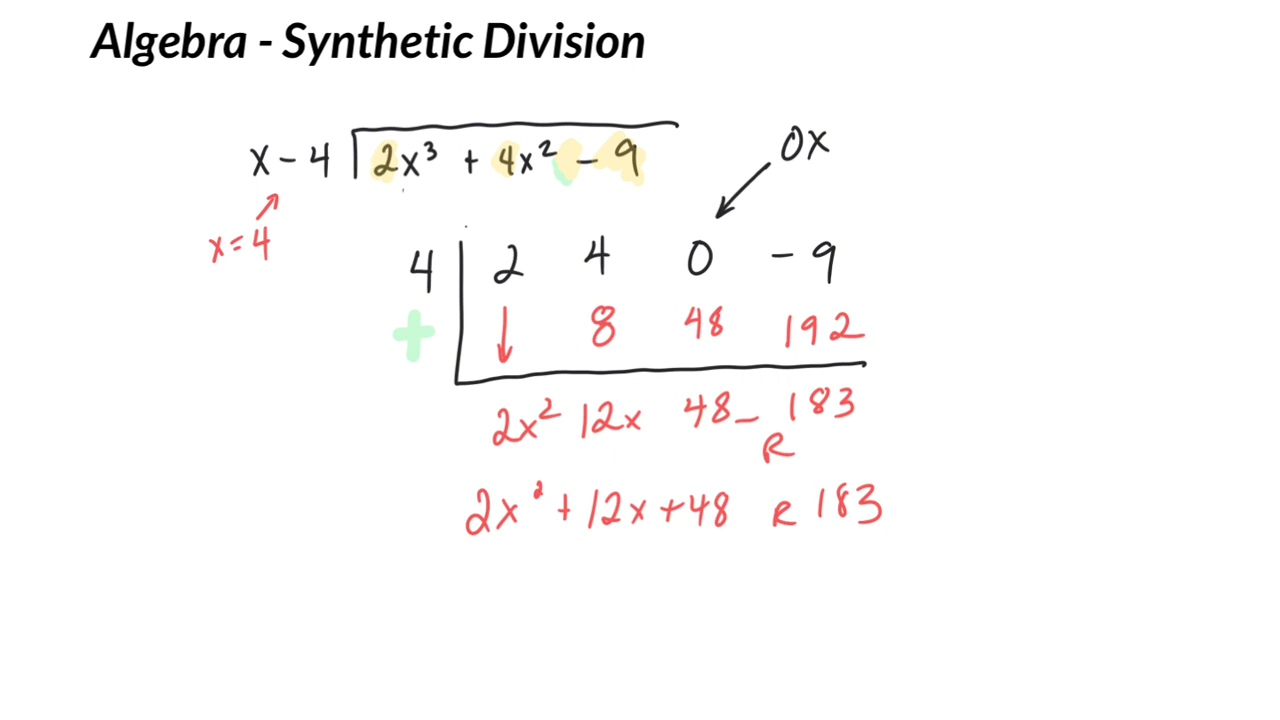 Algebra - Synthetic Division
0x
x - 4 2x³ + 4x² - 9
x = 4
4 2 4 0 - 9
+ 8 48 192
2x² 12x 48 - 183
R
2x² + 12x + 48 R 183